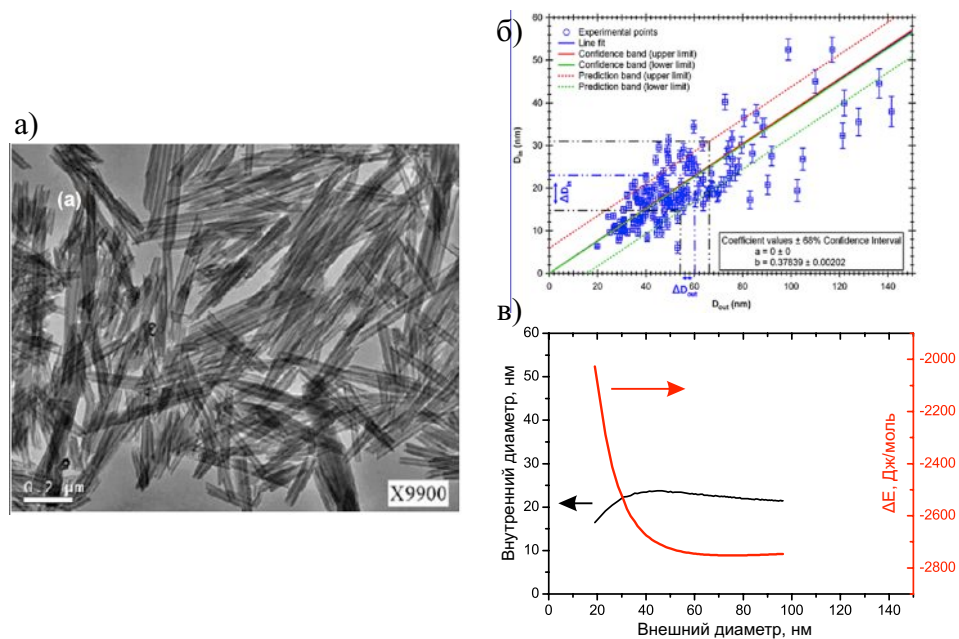 а)
(a)
0.2 μm
X9900
б)
60
50
40
30
20
10
0
D_in (nm)
ΔD_in
Experimental points
Line fit
Confidence band (upper limit)
Confidence band (lower limit)
Prediction band (upper limit)
Prediction band (lower limit)
Coefficient values ± 68% Confidence Interval
a = 0 ± 0
b = 0.37839 ± 0.00202
0 20 40 60 80 100 120 140
ΔD_out
D_out (nm)
в)
60
50
40
30
20
10
0
Внутренний диаметр, нм
-2000
-2200
-2400
-2600
-2800
ΔE, Дж/моль
0 20 40 60 80 100 120 140
Внешний диаметр, нм